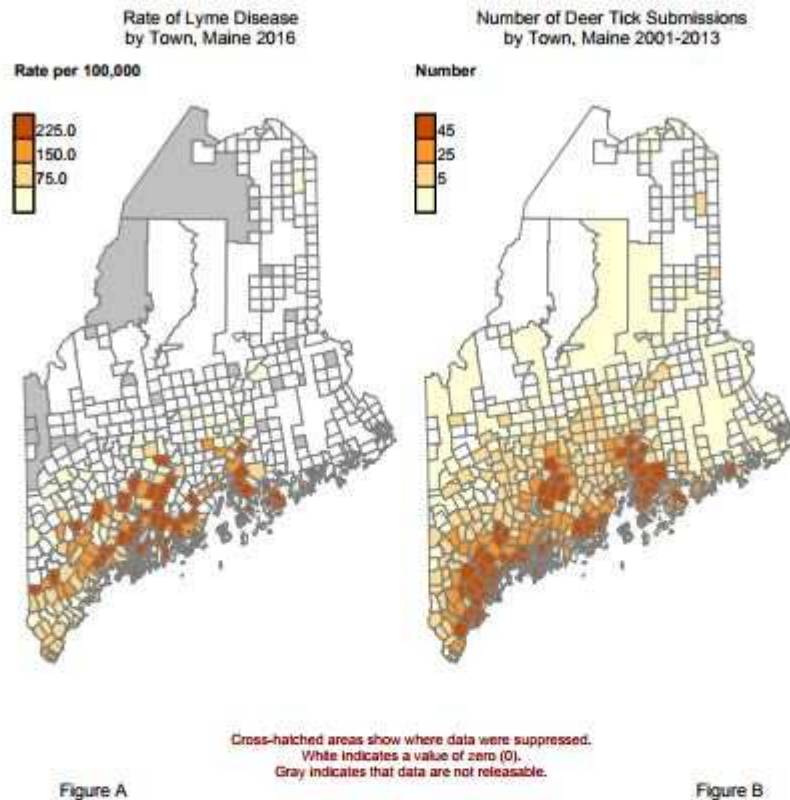 Rate of Lyme Disease
by Town, Maine 2016
Rate per 100,000
225.0
150.0
75.0
Number of Deer Tick Submissions
by Town, Maine 2001-2013
Number
45
25
5
Cross-hatched areas show where data were suppressed.
White indicates a value of zero (0).
Gray indicates that data are not releasable.
Figure A
Figure B